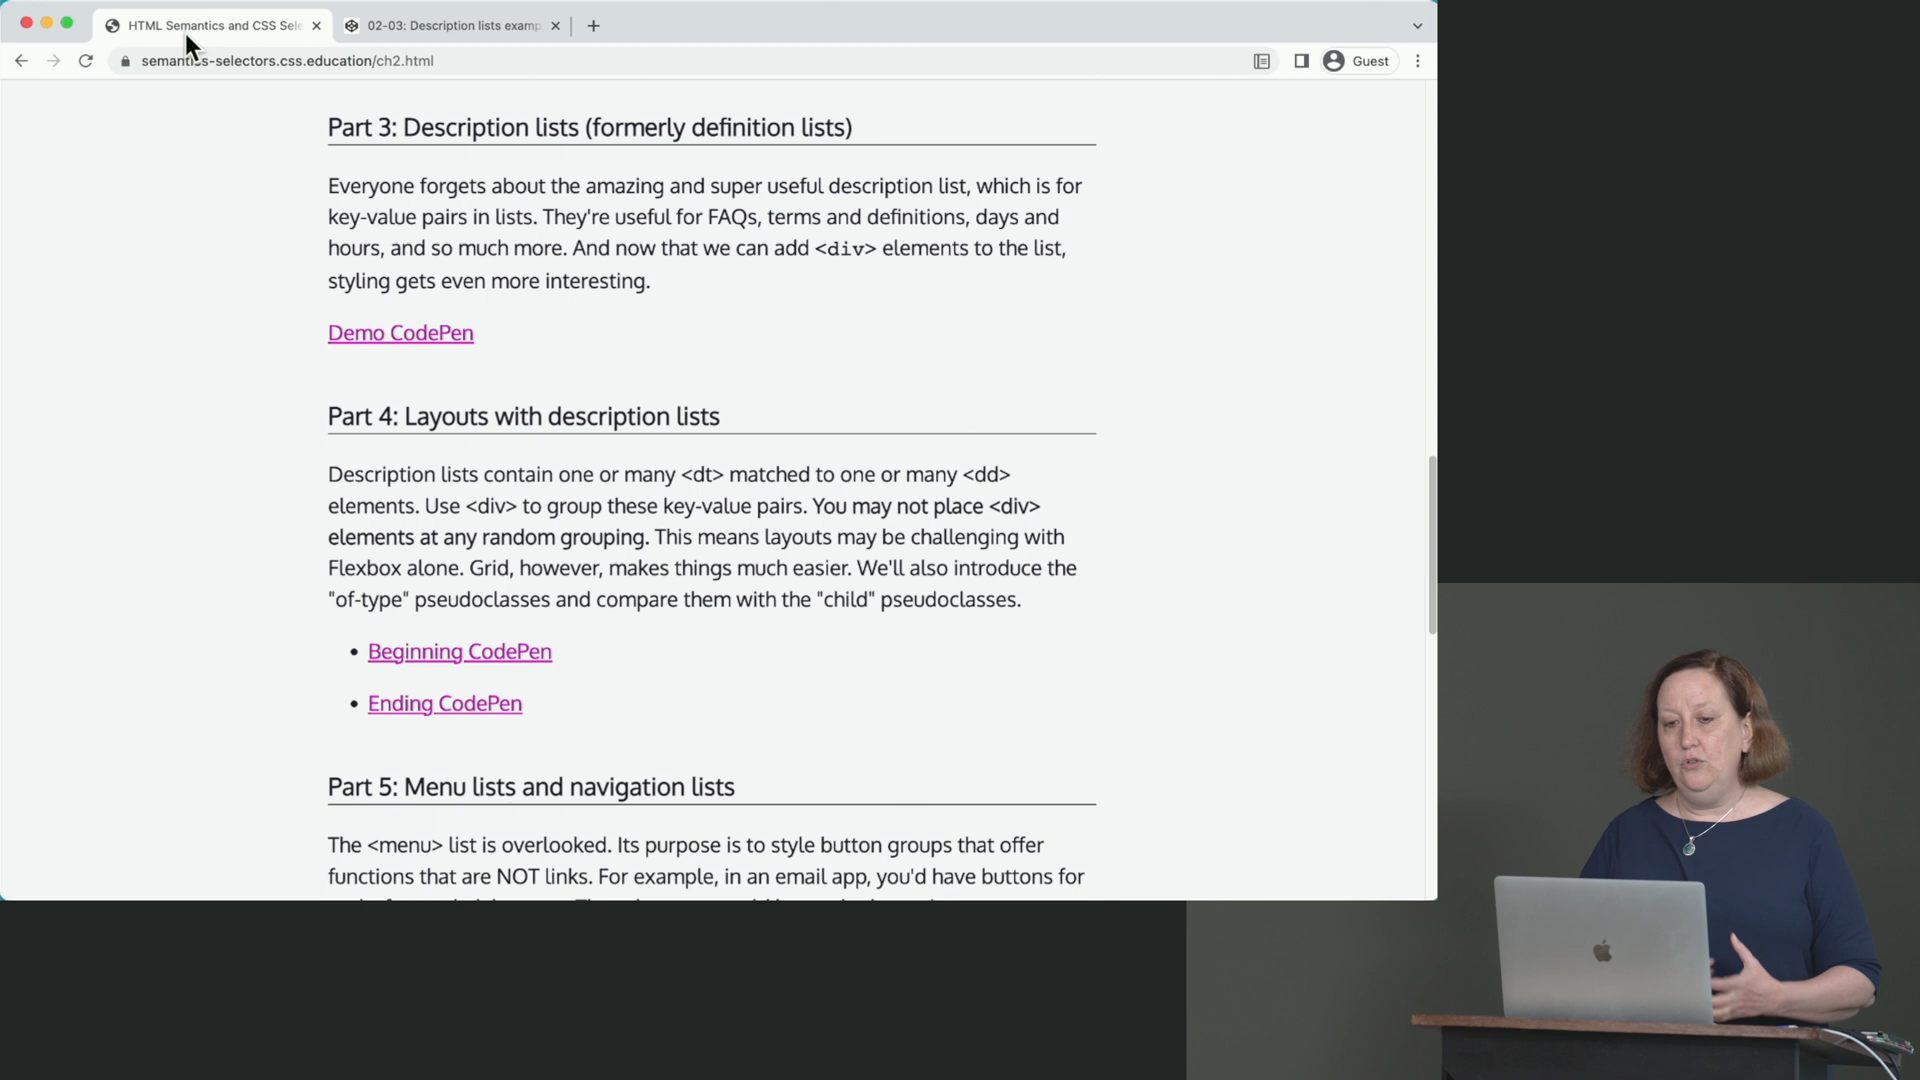 HTML Semantics and CSS Sele
02-03: Description lists examp
semantics-selectors.css.education/ch2.html
Guest
Part 3: Description lists (formerly definition lists)
Everyone forgets about the amazing and super useful description list, which is for
key-value pairs in lists. They're useful for FAQs, terms and definitions, days and
hours, and so much more. And now that we can add <div> elements to the list,
styling gets even more interesting.
Demo CodePen
Part 4: Layouts with description lists
Description lists contain one or many <dt> matched to one or many <dd>
elements. Use <div> to group these key-value pairs. You may not place <div>
elements at any random grouping. This means layouts may be challenging with
Flexbox alone. Grid, however, makes things much easier. We'll also introduce the
"of-type" pseudoclasses and compare them with the "child" pseudoclasses.
• Beginning CodePen
• Ending CodePen
Part 5: Menu lists and navigation lists
The <menu> list is overlooked. Its purpose is to style button groups that offer
functions that are NOT links. For example, in an email app, you'd have buttons for